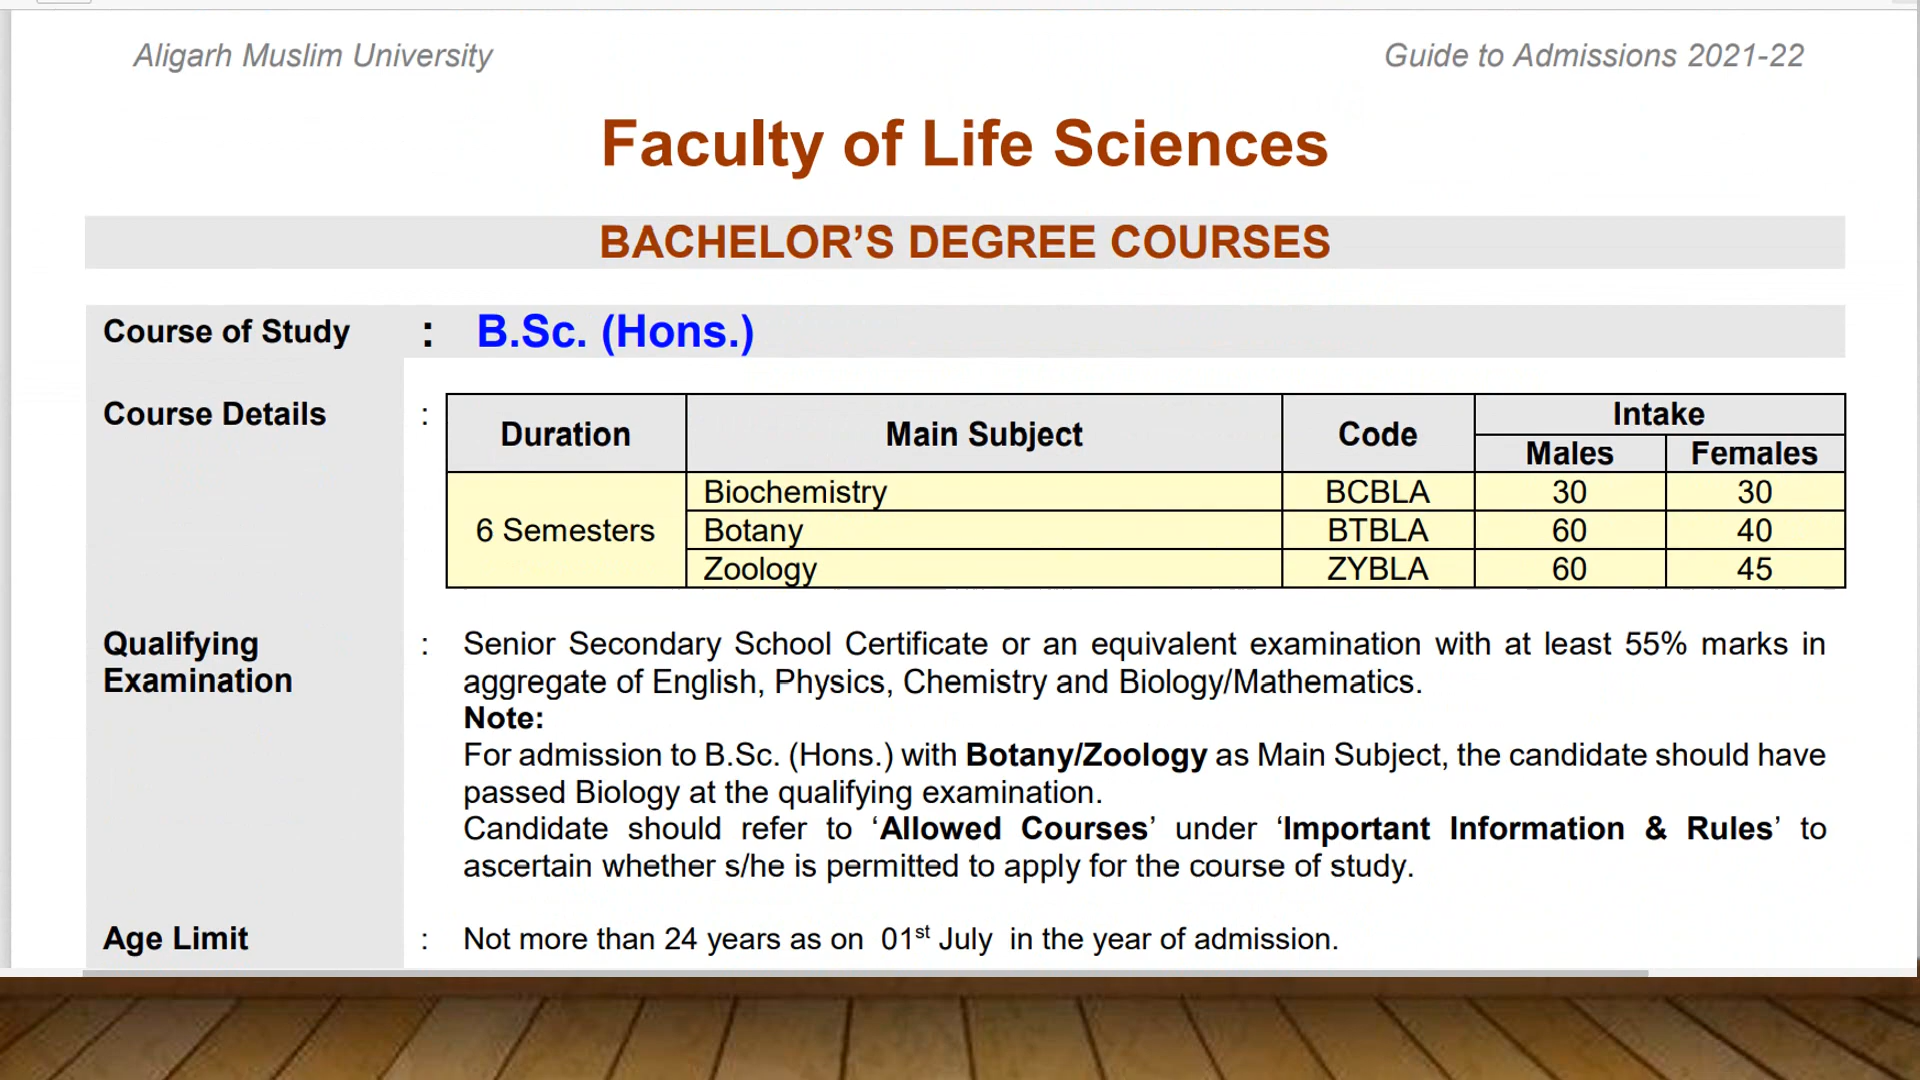 Aligarh Muslim University Guide to Admissions 2021-22
Faculty of Life Sciences
BACHELOR’S DEGREE COURSES
Course of Study : B.Sc. (Hons.)
Course Details :
Duration Main Subject Code Intake
Males Females
Biochemistry BCBLA 30 30
6 Semesters Botany BTBLA 60 40
Zoology ZYBLA 60 45
Qualifying : Senior Secondary School Certificate or an equivalent examination with at least 55% marks in
Examination aggregate of English, Physics, Chemistry and Biology/Mathematics.
Note:
For admission to B.Sc. (Hons.) with Botany/Zoology as Main Subject, the candidate should have
passed Biology at the qualifying examination.
Candidate should refer to ‘Allowed Courses’ under ‘Important Information & Rules’ to
ascertain whether s/he is permitted to apply for the course of study.
Age Limit : Not more than 24 years as on 01st July in the year of admission.